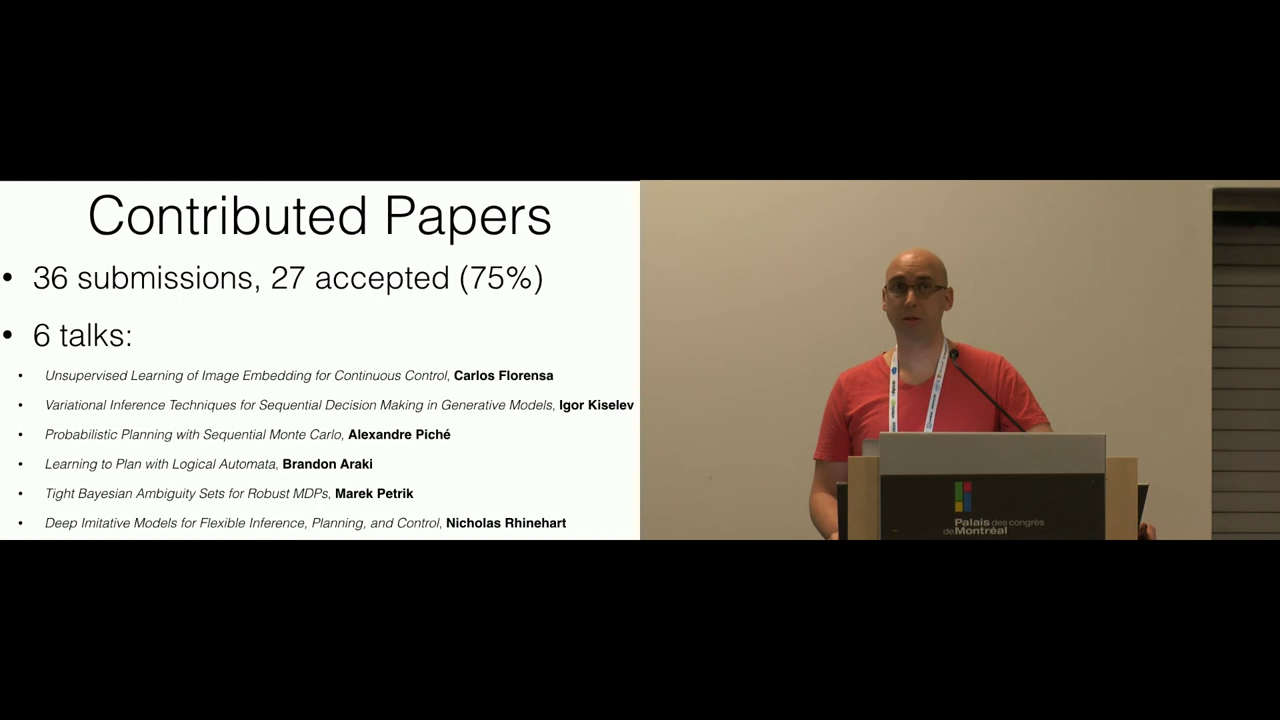 Contributed Papers
• 36 submissions, 27 accepted (75%)
• 6 talks:
• Unsupervised Learning of Image Embedding for Continuous Control, Carlos Florensa
• Variational Inference Techniques for Sequential Decision Making in Generative Models, Igor Kiselev
• Probabilistic Planning with Sequential Monte Carlo, Alexandre Piché
• Learning to Plan with Logical Automata, Brandon Araki
• Tight Bayesian Ambiguity Sets for Robust MDPs, Marek Petrik
• Deep Imitative Models for Flexible Inference, Planning, and Control, Nicholas Rhinehart
Palais des congrès
de Montréal